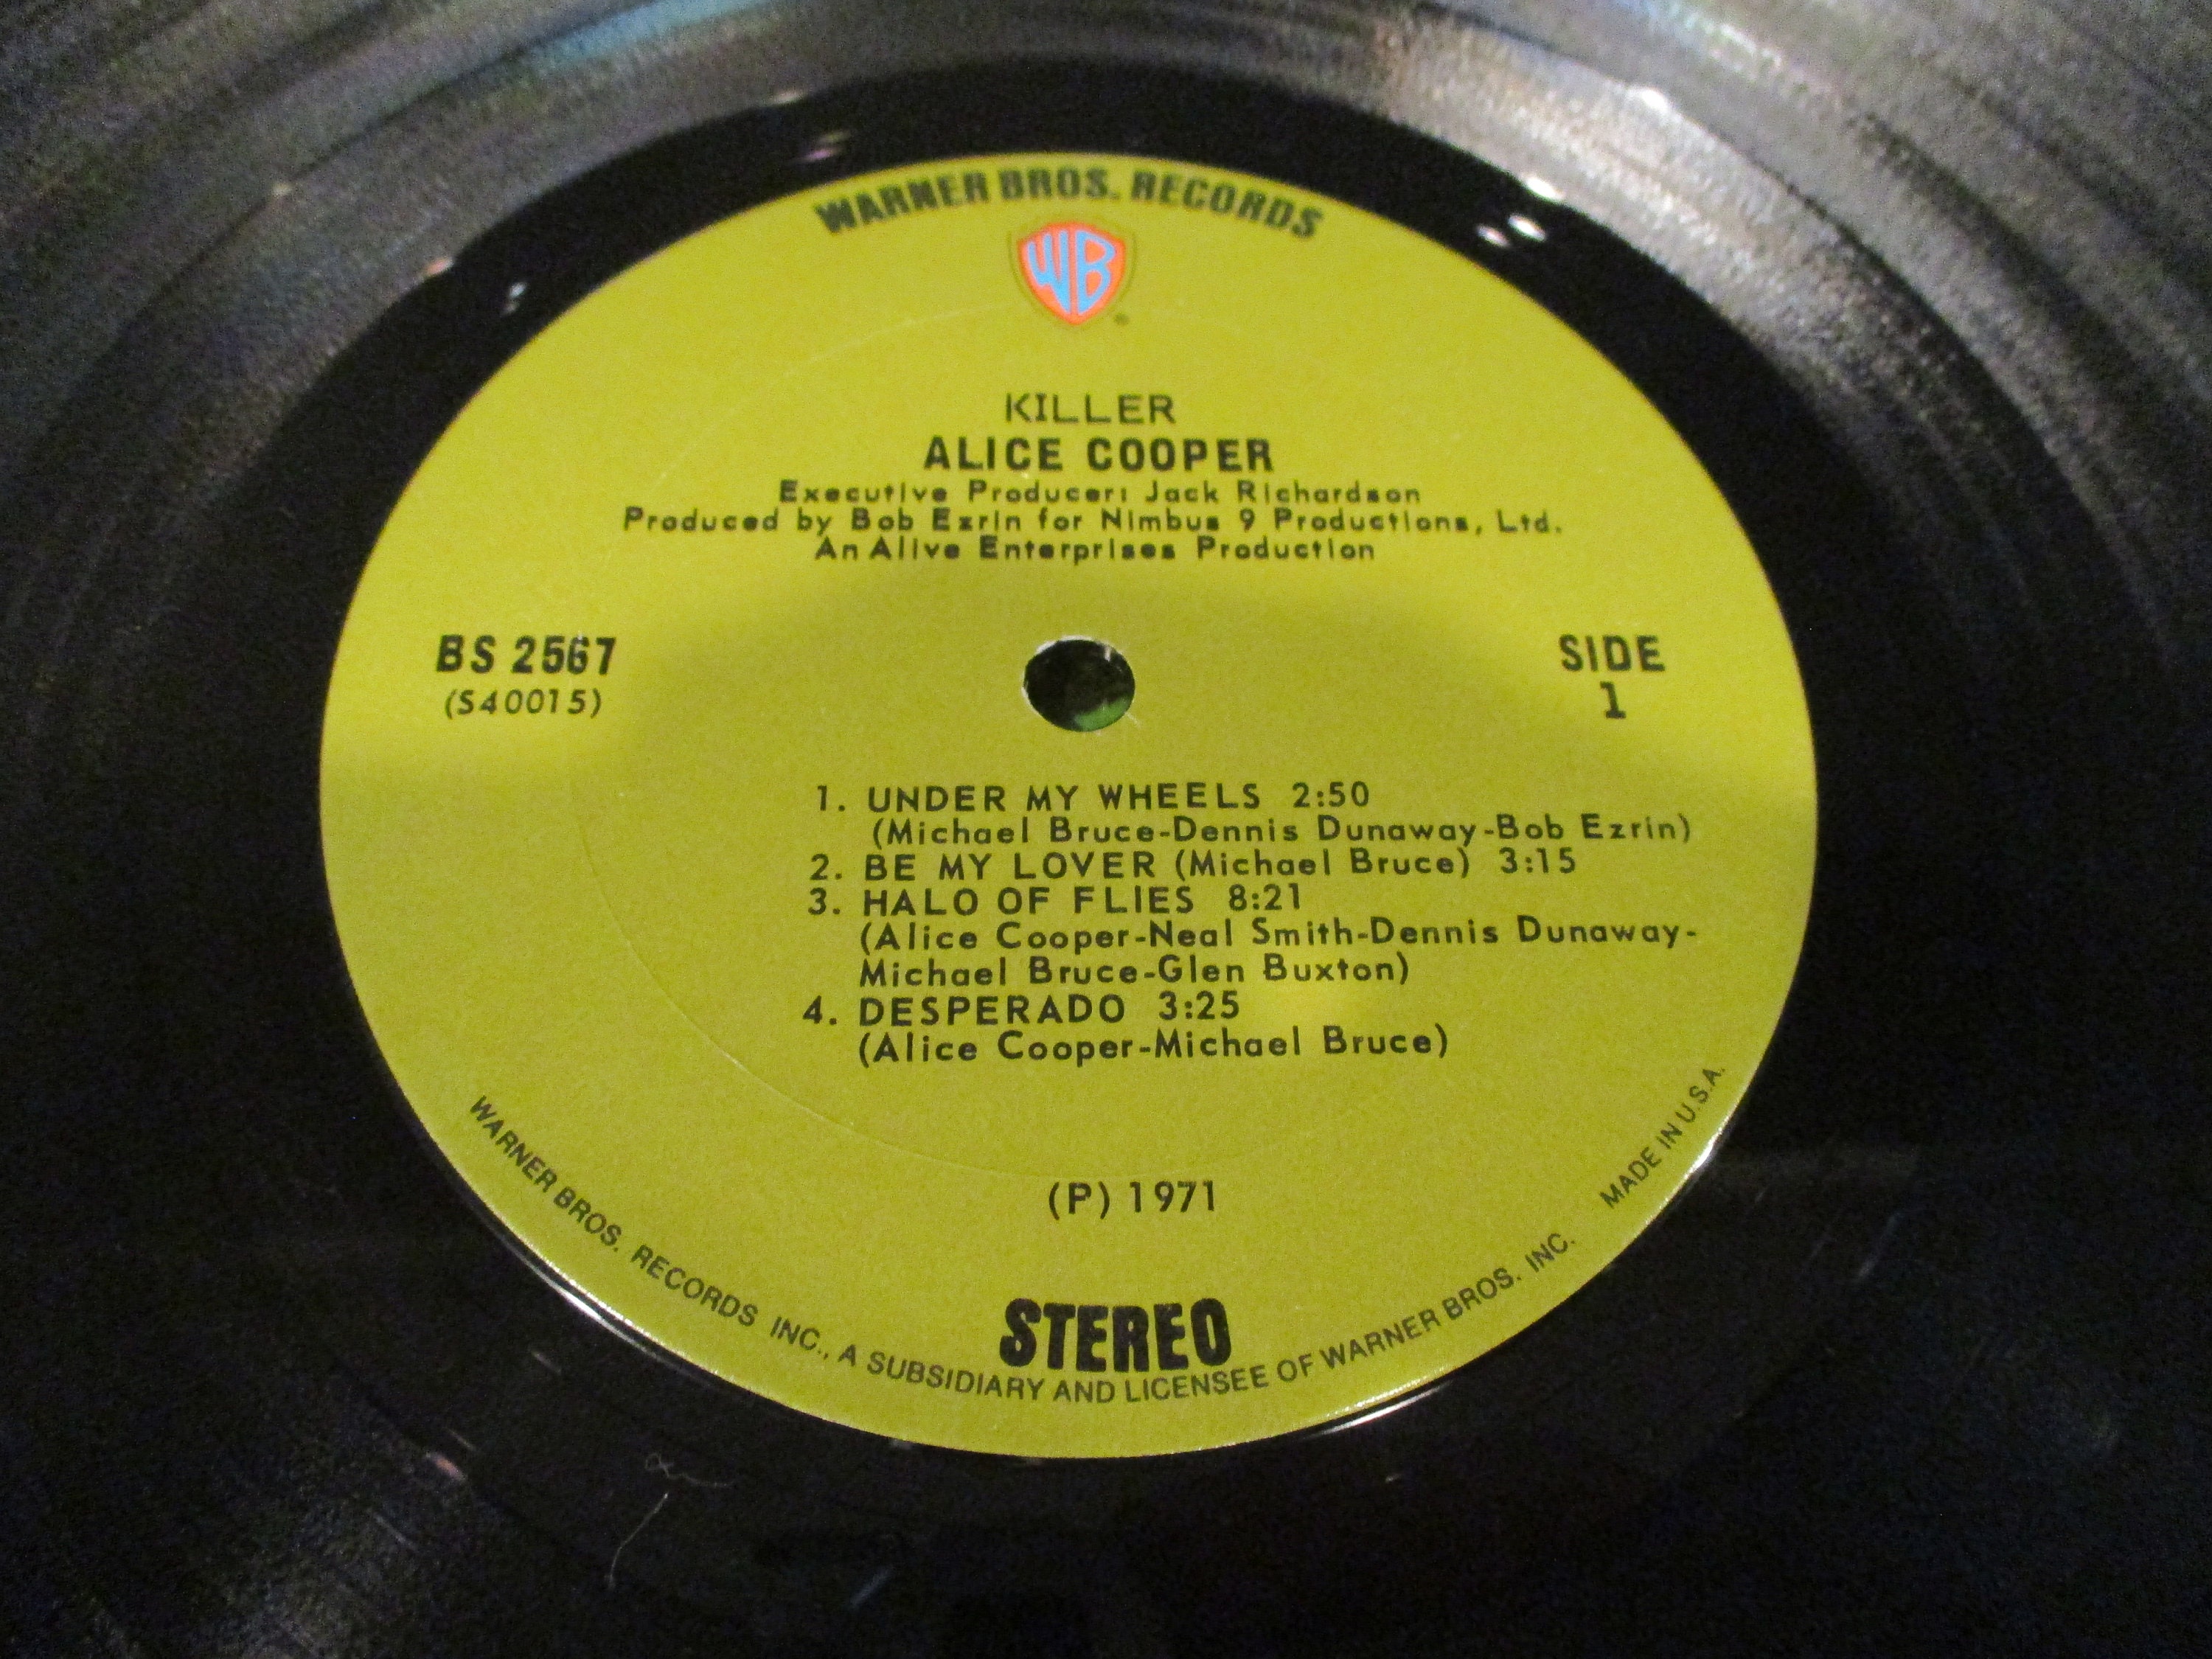 WARNER BROS. RECORDS
WB
KILLER
ALICE COOPER
Executive Producer: Jack Richardson
Produced by Bob Ezrin for Nimbus 9 Productions, Ltd.
An Alive Enterprises Production
BS 2567
(S40015)
SIDE
1
1. UNDER MY WHEELS 2:50
(Michael Bruce-Dennis Dunaway-Bob Ezrin)
2. BE MY LOVER (Michael Bruce) 3:15
3. HALO OF FLIES 8:21
(Alice Cooper-Neal Smith-Dennis Dunaway-
Michael Bruce-Glen Buxton)
4. DESPERADO 3:25
(Alice Cooper-Michael Bruce)
(P) 1971
STEREO
WARNER BROS. RECORDS INC., A SUBSIDIARY AND LICENSEE OF WARNER BROS. INC. MADE IN U.S.A.